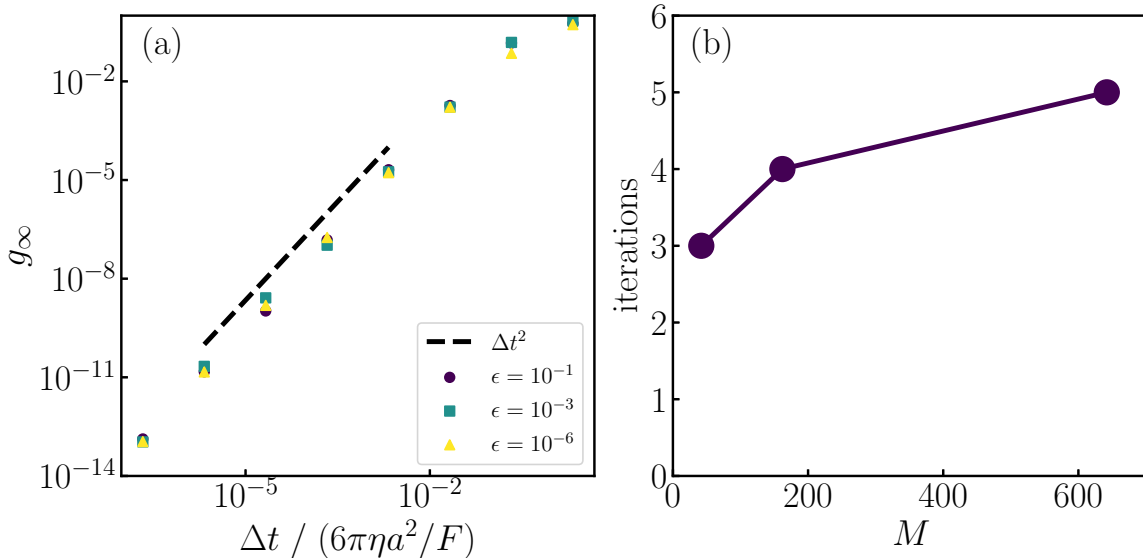 (a)
10⁻²
10⁻⁵
10⁻⁸
10⁻¹¹
10⁻¹⁴
g∞
10⁻⁵
10⁻²
Δt / (6πηa²/F)
Δt²
ϵ = 10⁻¹
ϵ = 10⁻³
ϵ = 10⁻⁶
(b)
6
5
4
3
2
1
0
iterations
0
200
400
600
M